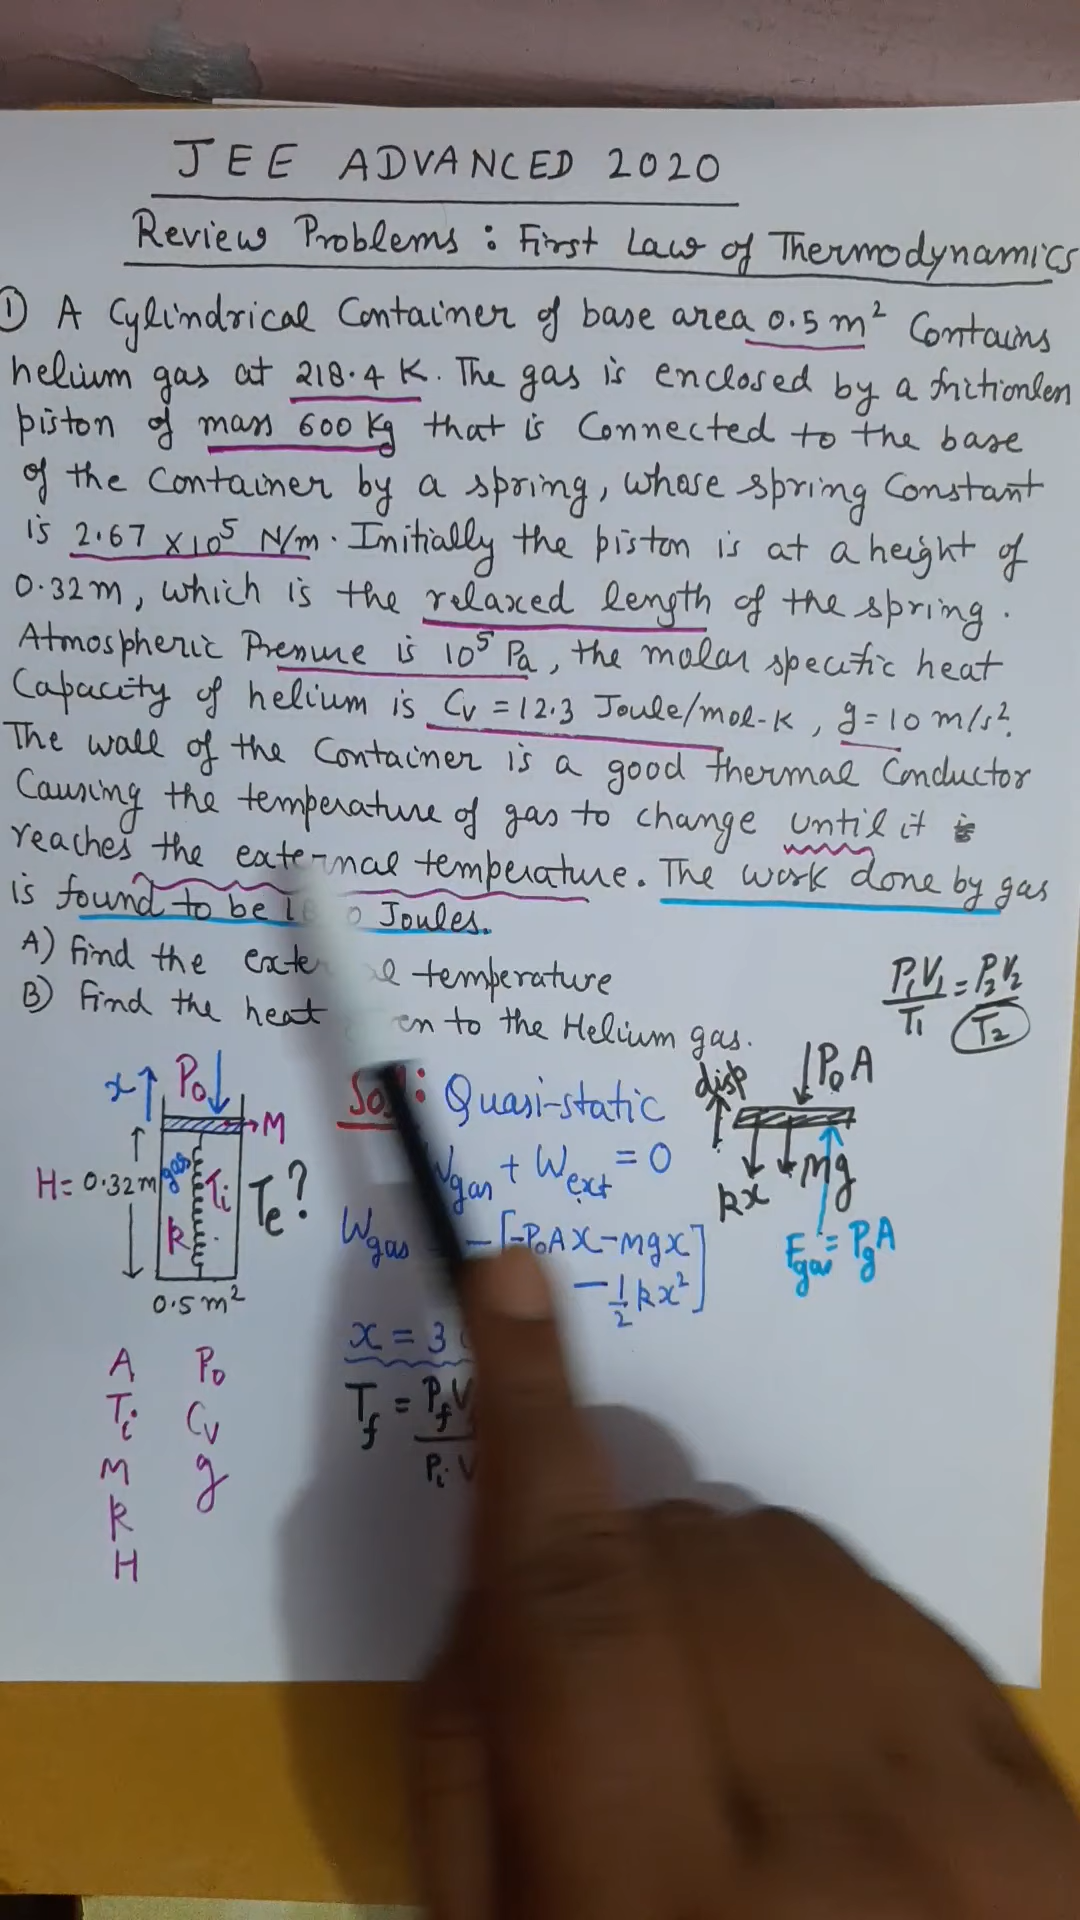 JEE ADVANCED 2020
Review Problems: First Law of Thermodynamics
① A Cylindrical Container of base area 0.5 m² Contains
helium gas at 218.4 K. The gas is enclosed by a frictionless
piston of mass 600 Kg that is Connected to the base
of the Container by a spring, whose spring Constant
is 2.67 ×10⁵ N/m. Initially the piston is at a height of
0.32m, which is the relaxed length of the spring.
Atmospheric Pressure is 10⁵ Pa, the molar specific heat
Capacity of helium is Cv = 12.3 Joule/mol-K, g = 10 m/s².
The wall of the Container is a good thermal Conductor
Causing the temperature of gas to change until it
reaches the external temperature. The work done by gas
is found to be Joules.
A) Find the temperature
B) Find the heat to the Helium gas.
P₁V₁/T₁ = P₂V₂/T₂
x P₀
M
H = 0.32m
gas
Ti
k
Te?
0.5 m²
Sol: Quasi-static
Wgas + Wext = 0
Wgas = -[-P₀Ax - mgx
- 1/2 kx²]
x = 3
Tf = Pf V
Pi V
disp
P₀A
kx
mg
Fgas = PgA
A P₀
Ti Cv
M g
k
H